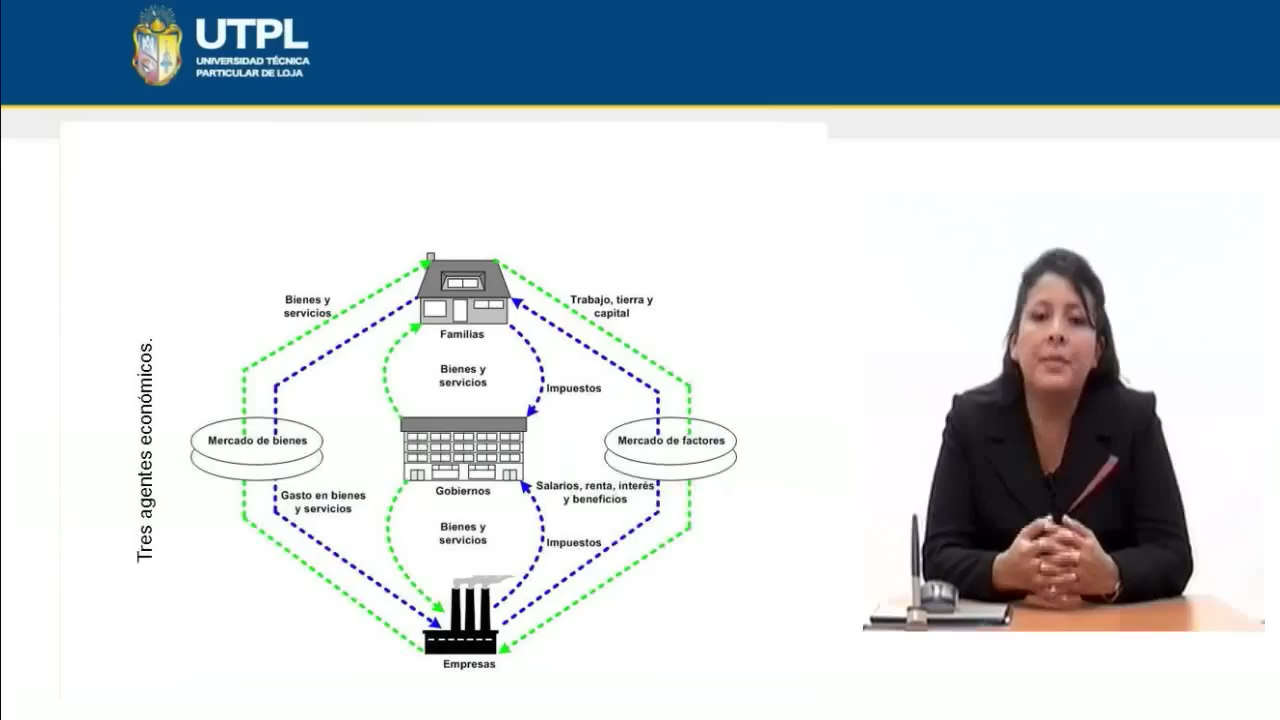 UTPL
UNIVERSIDAD TÉCNICA
PARTICULAR DE LOJA
Tres agentes económicos.
Bienes y
servicios
Trabajo, tierra y
capital
Familias
Bienes y
servicios
Impuestos
Mercado de bienes
Mercado de factores
Gobiernos
Gasto en bienes
y servicios
Salarios, renta, interés
y beneficios
Bienes y
servicios
Impuestos
Empresas